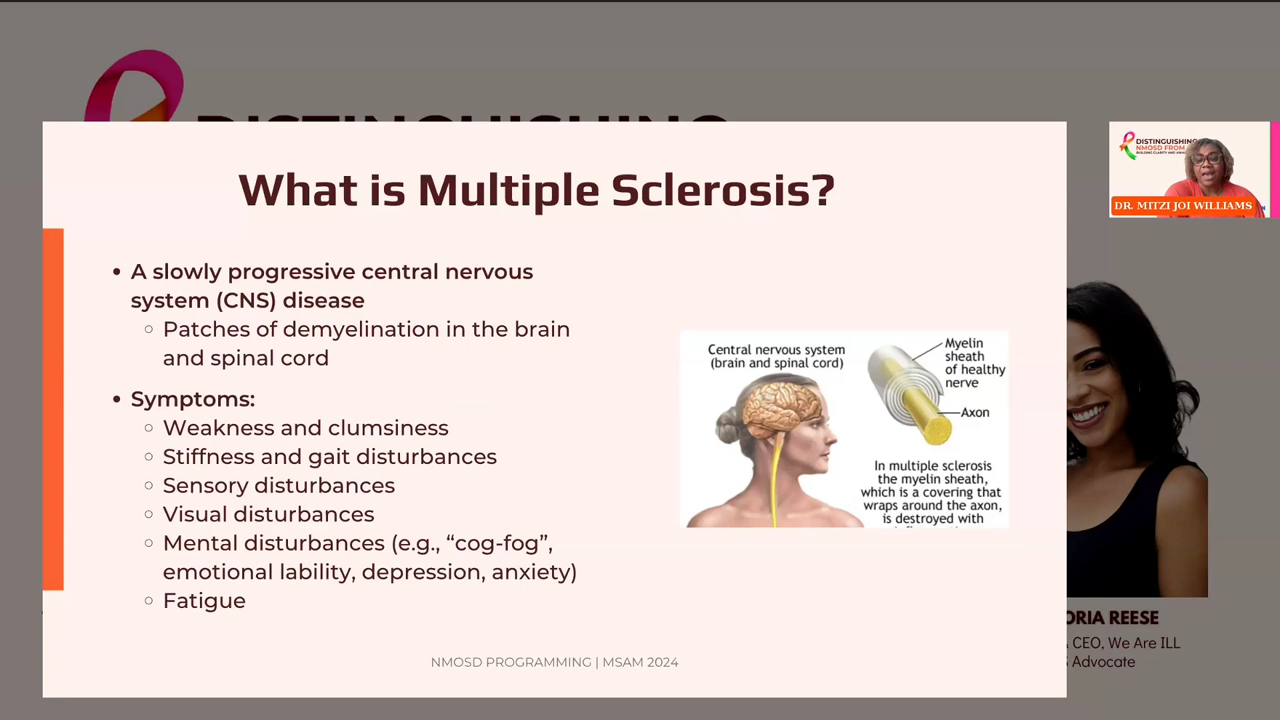 DISTINGUISHING
What is Multiple Sclerosis?
• A slowly progressive central nervous
system (CNS) disease
○ Patches of demyelination in the brain
and spinal cord
• Symptoms:
○ Weakness and clumsiness
○ Stiffness and gait disturbances
○ Sensory disturbances
○ Visual disturbances
○ Mental disturbances (e.g., “cog-fog”,
emotional lability, depression, anxiety)
○ Fatigue
Central nervous system
(brain and spinal cord)
Myelin
sheath
of healthy
nerve
Axon
In multiple sclerosis
the myelin sheath,
which is a covering that
wraps around the axon,
is destroyed with
NMOSD PROGRAMMING | MSAM 2024
DISTINGUISHING
NMOSD FROM
DR. MITZI JOI WILLIAMS
ORIA REESE
CEO, We Are ILL
Advocate